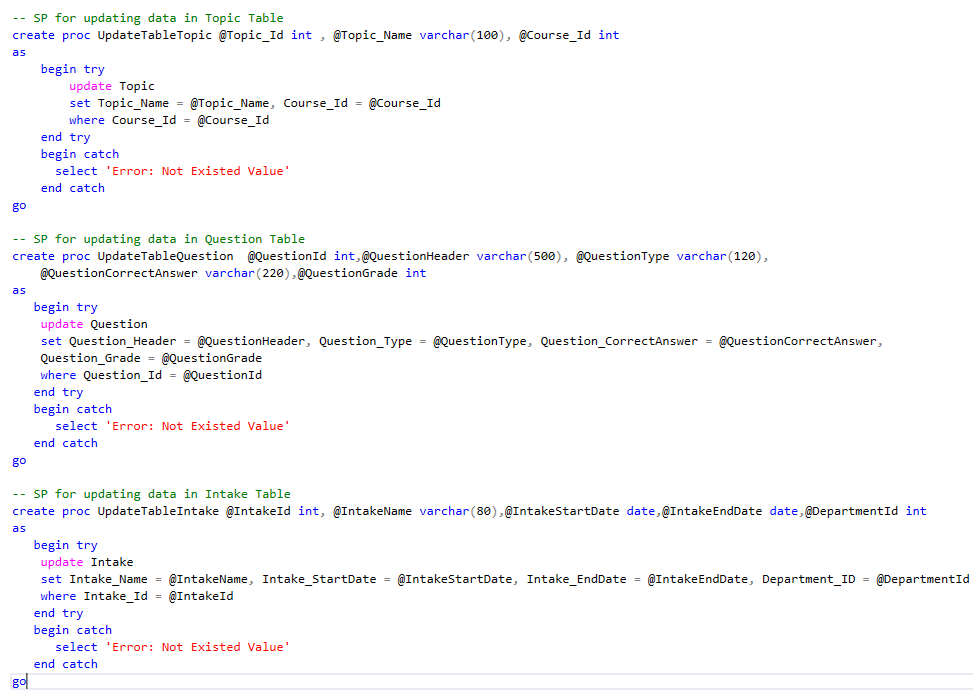 -- SP for updating data in Topic Table
create proc UpdateTableTopic @Topic_Id int , @Topic_Name varchar(100), @Course_Id int
as
begin try
update Topic
set Topic_Name = @Topic_Name, Course_Id = @Course_Id
where Course_Id = @Course_Id
end try
begin catch
select 'Error: Not Existed Value'
end catch
go
-- SP for updating data in Question Table
create proc UpdateTableQuestion  @QuestionId int,@QuestionHeader varchar(500), @QuestionType varchar(120),
@QuestionCorrectAnswer varchar(220),@QuestionGrade int
as
begin try
update Question
set Question_Header = @QuestionHeader, Question_Type = @QuestionType, Question_CorrectAnswer = @QuestionCorrectAnswer,
Question_Grade = @QuestionGrade
where Question_Id = @QuestionId
end try
begin catch
select 'Error: Not Existed Value'
end catch
go
-- SP for updating data in Intake Table
create proc UpdateTableIntake @IntakeId int, @IntakeName varchar(80),@IntakeStartDate date,@IntakeEndDate date,@DepartmentId int
as
begin try
update Intake
set Intake_Name = @IntakeName, Intake_StartDate = @IntakeStartDate, Intake_EndDate = @IntakeEndDate, Department_ID = @DepartmentId
where Intake_Id = @IntakeId
end try
begin catch
select 'Error: Not Existed Value'
end catch
go